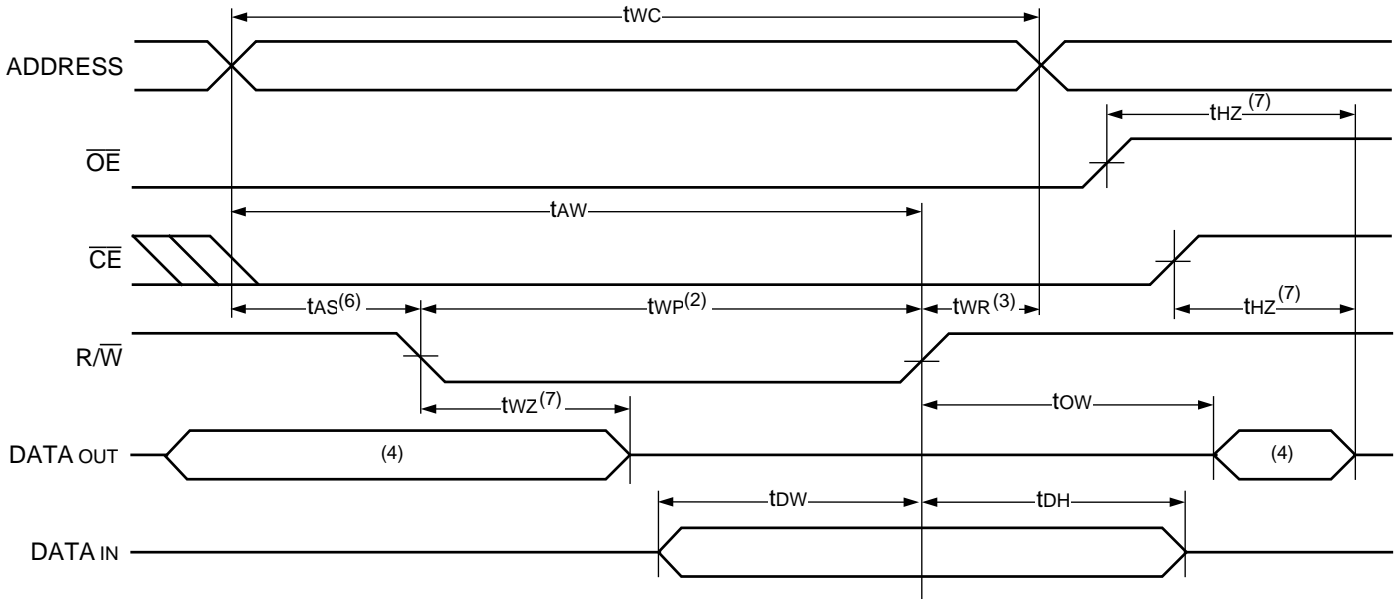 tWC
ADDRESS
tHZ(7)
OE
tAW
CE
tAS(6) tWP(2) tWR(3) tHZ(7)
R/W
tWZ(7) tOW
DATA OUT (4) (4)
tDW tDH
DATA IN